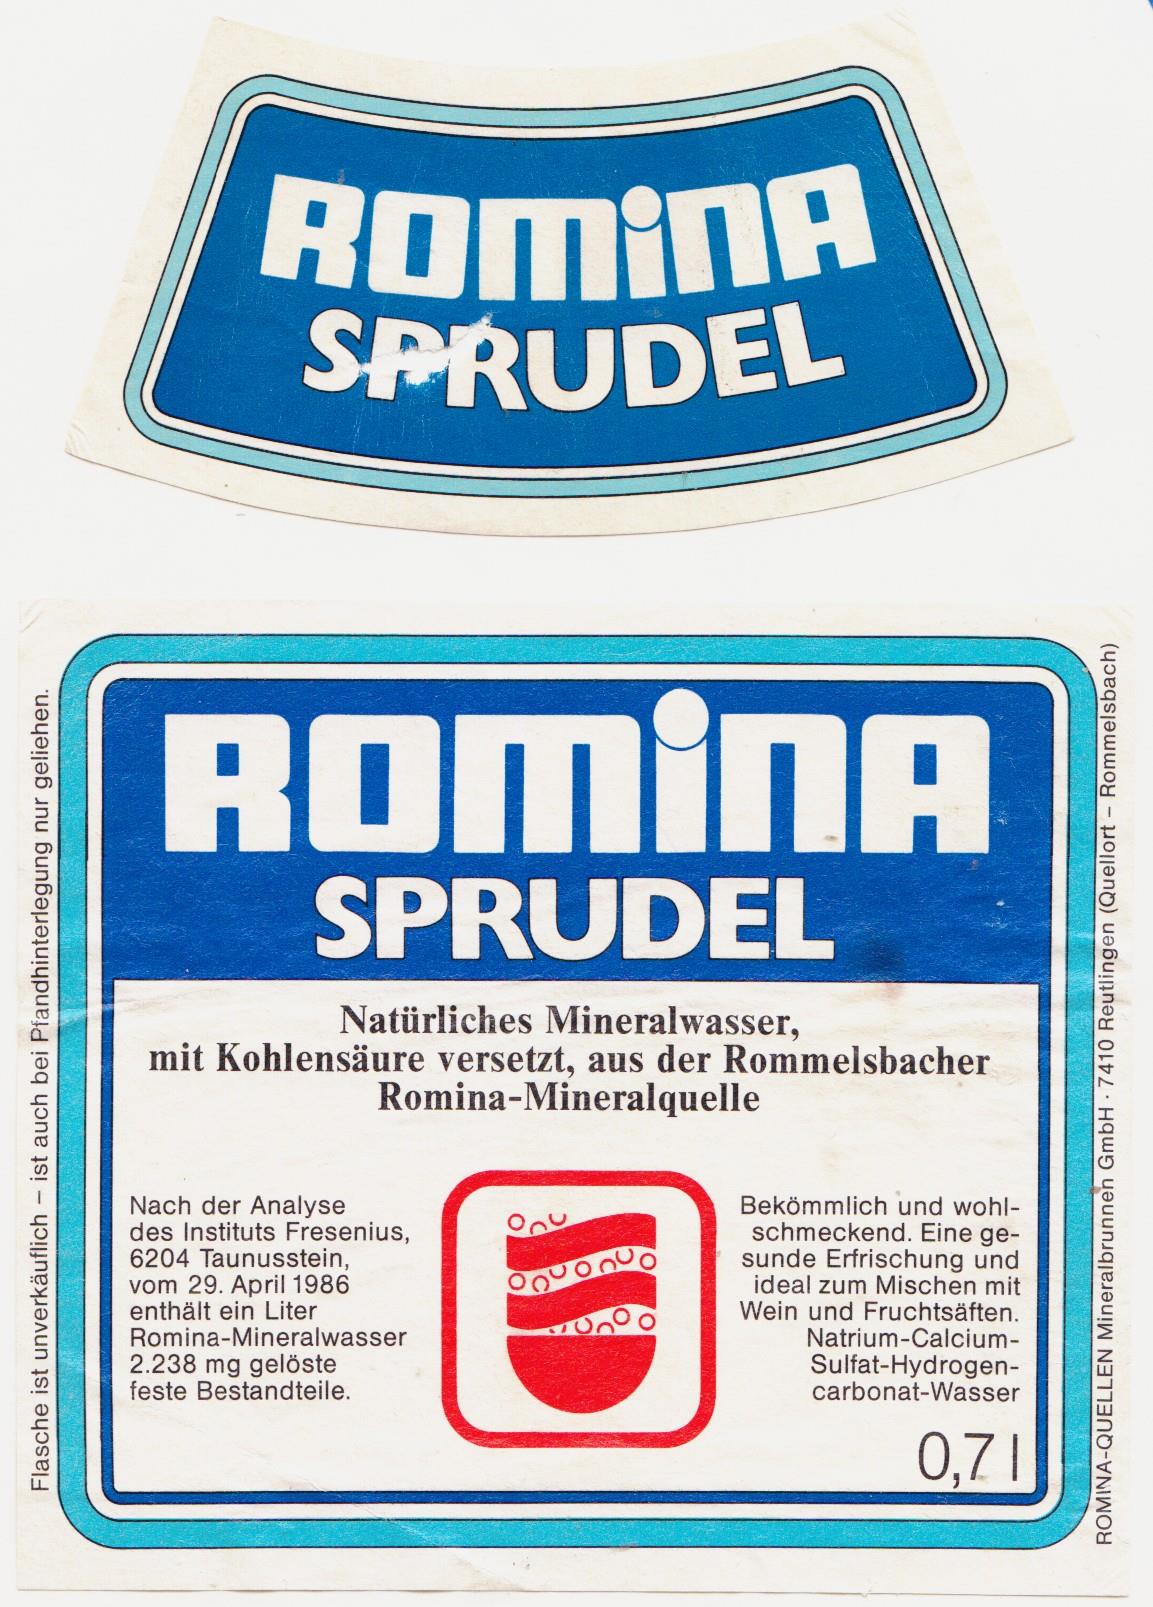 ROMiNA
SPRUDEL
ROMiNA
SPRUDEL
Natürliches Mineralwasser,
mit Kohlensäure versetzt, aus der Rommelsbacher
Romina-Mineralquelle
Nach der Analyse
des Instituts Fresenius,
6204 Taunusstein,
vom 29. April 1986
enthält ein Liter
Romina-Mineralwasser
2.238 mg gelöste
feste Bestandteile.
Bekömmlich und wohl-
schmeckend. Eine ge-
sunde Erfrischung und
ideal zum Mischen mit
Wein und Fruchtsäften.
Natrium-Calcium-
Sulfat-Hydrogen-
carbonat-Wasser
0,7 l
Flasche ist unverkäuflich – ist auch bei Pfandhinterlegung nur geliehen.
ROMINA-QUELLEN Mineralbrunnen GmbH · 7410 Reutlingen (Quellort – Rommelsbach)